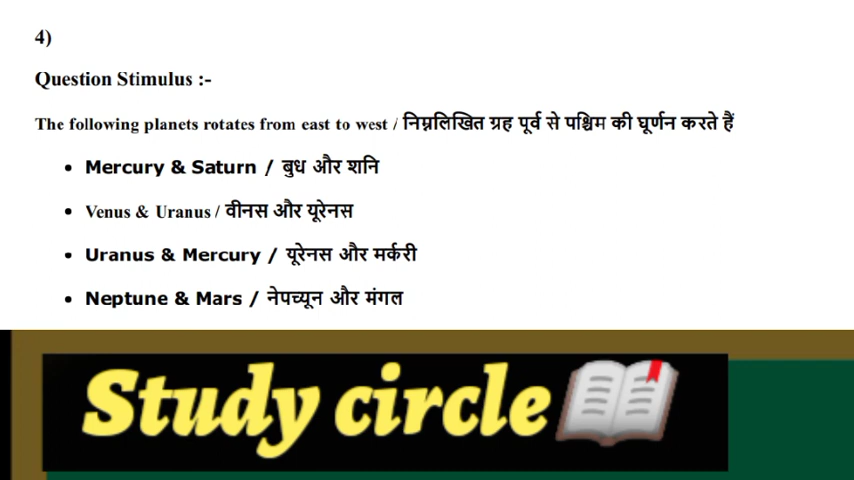 4)
Question Stimulus :-
The following planets rotates from east to west / निम्नलिखित ग्रह पूर्व से पश्चिम की घूर्णन करते हैं
• Mercury & Saturn / बुध और शनि
• Venus & Uranus / वीनस और यूरेनस
• Uranus & Mercury / यूरेनस और मर्करी
• Neptune & Mars / नेपच्यून और मंगल
Study circle